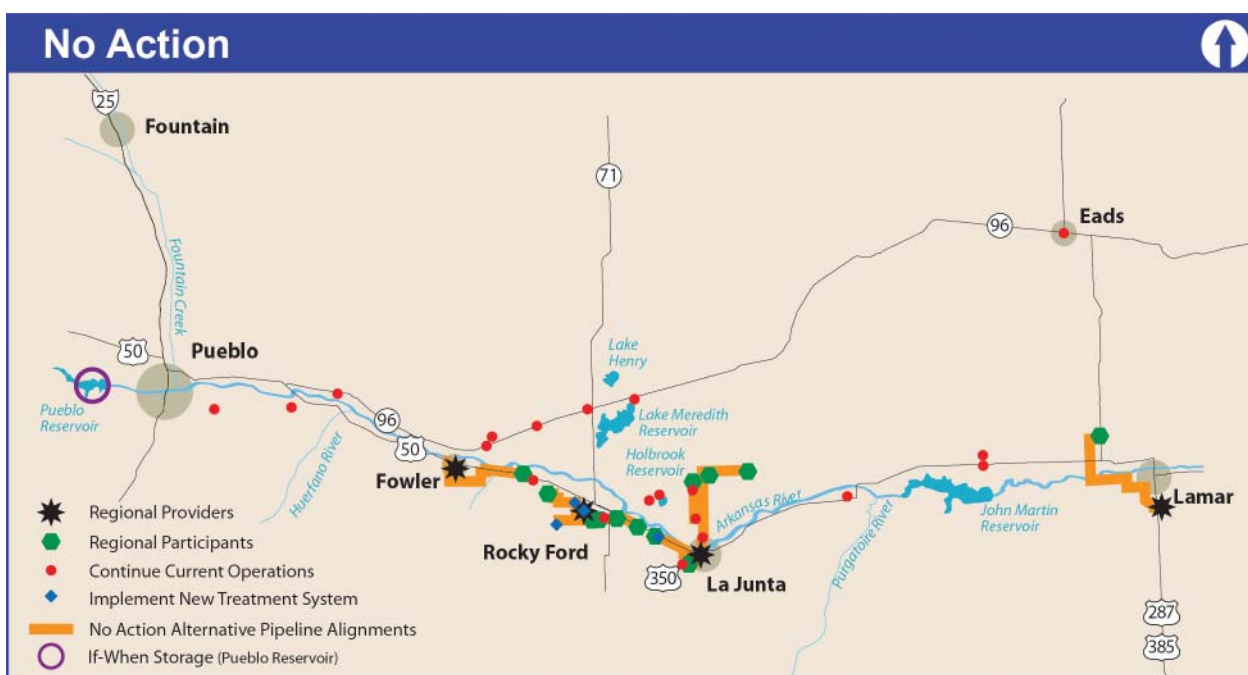 No Action
25
Fountain
71
Fountain Creek
96
Eads
50
Pueblo
Lake
Henry
Pueblo
Reservoir
96
Lake Meredith
Reservoir
50
Holbrook
Reservoir
Huerfano River
Fowler
Arkansas River
Lamar
John Martin
Reservoir
Purgatoire River
Rocky Ford
350
La Junta
287
385
Regional Providers
Regional Participants
Continue Current Operations
Implement New Treatment System
No Action Alternative Pipeline Alignments
If-When Storage (Pueblo Reservoir)